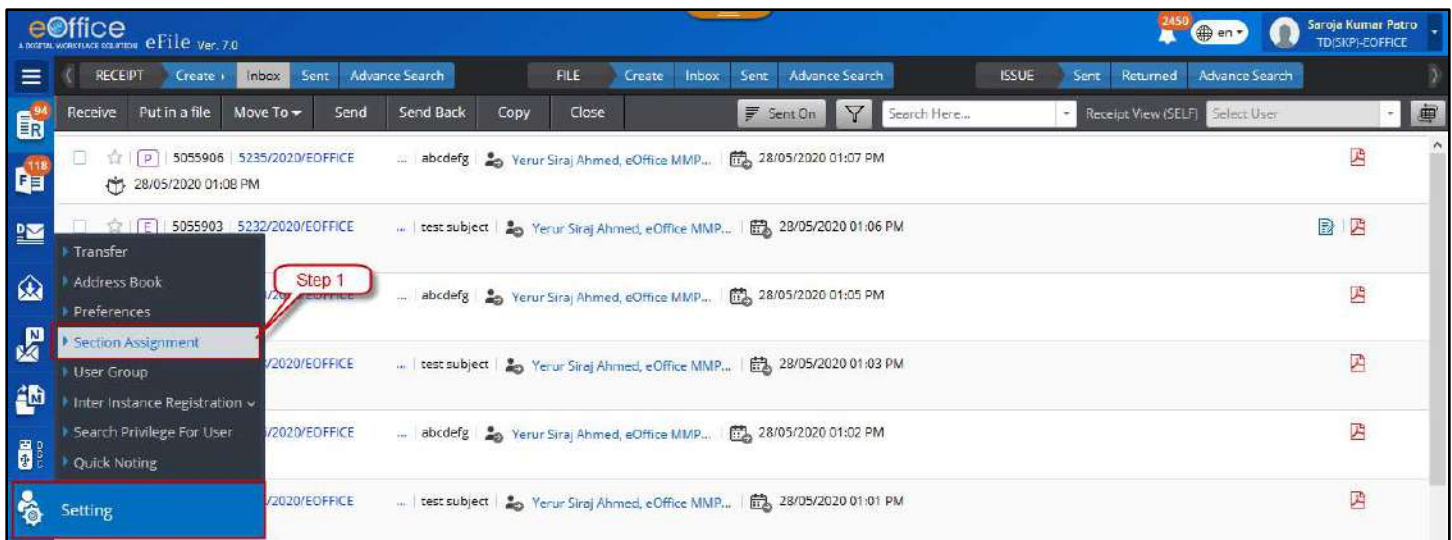 eOffice
A DIGITAL WORKPLACE SOLUTION eFile Ver. 7.0
2450 en Saroja Kumar Patro
TD(SKP)-EOFFICE
RECEIPT Create Inbox Sent Advance Search FILE Create Inbox Sent Advance Search ISSUE Sent Returned Advance Search
94 R Receive Put in a file Move To Send Send Back Copy Close Sent On Search Here... Receipt View (SELF) Select User
P 5055906 5235/2020/EOFFICE ... abcdefg Yerur Siraj Ahmed, eOffice MMP... 28/05/2020 01:07 PM
118 F 28/05/2020 01:08 PM
E 5055903 5232/2020/EOFFICE ... test subject Yerur Siraj Ahmed, eOffice MMP... 28/05/2020 01:06 PM
Transfer
Address Book Step 1
/2020/EOFFICE ... abcdefg Yerur Siraj Ahmed, eOffice MMP... 28/05/2020 01:05 PM
Preferences
Section Assignment
User Group /2020/EOFFICE ... test subject Yerur Siraj Ahmed, eOffice MMP... 28/05/2020 01:03 PM
Inter Instance Registration
Search Privilege For User /2020/EOFFICE ... abcdefg Yerur Siraj Ahmed, eOffice MMP... 28/05/2020 01:02 PM
Quick Noting
Setting /2020/EOFFICE ... test subject Yerur Siraj Ahmed, eOffice MMP... 28/05/2020 01:01 PM